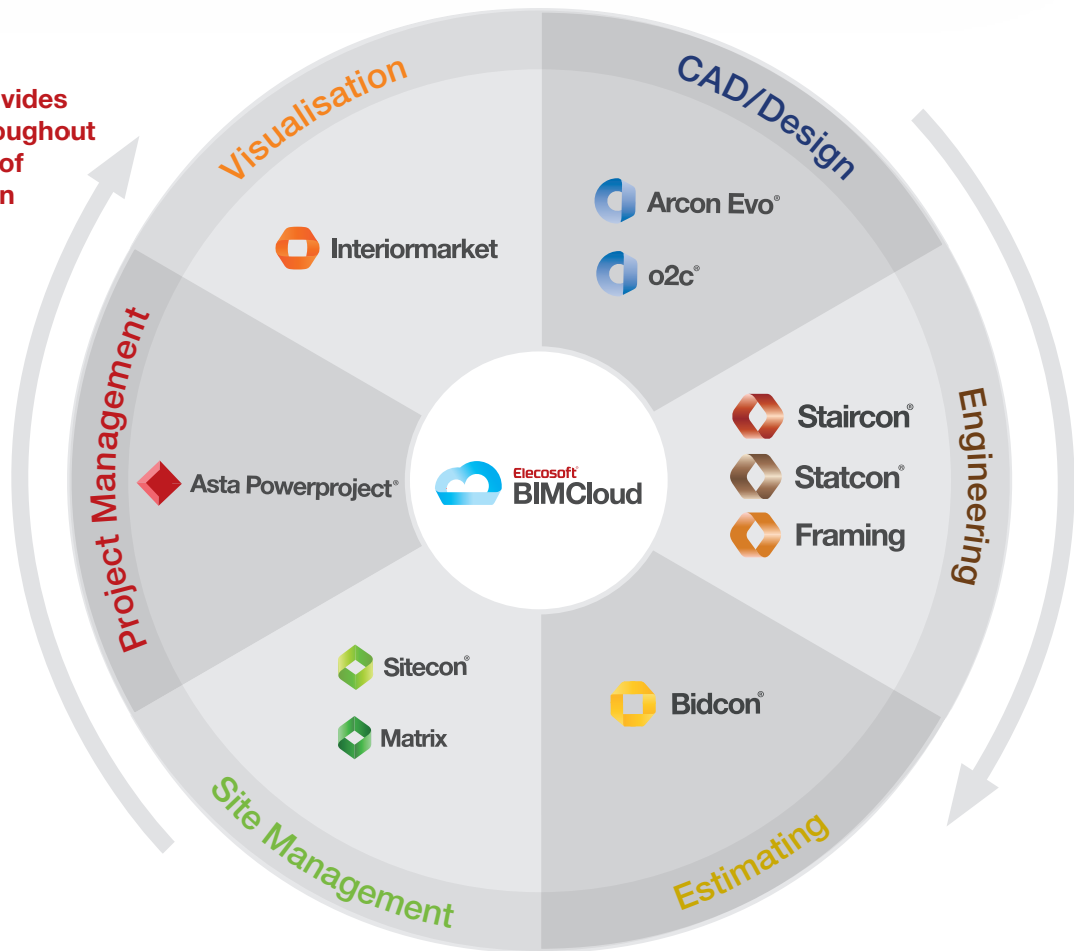 vides
oughout
of
n
Visualisation
CAD/Design
Arcon Evo®
o2c®
Interiormarket
Engineering
Staircon®
Statcon®
Framing
Project Management
Asta Powerproject®
Elecosoft®
BIMCloud
Sitecon®
Matrix
Site Management
Bidcon®
Estimating